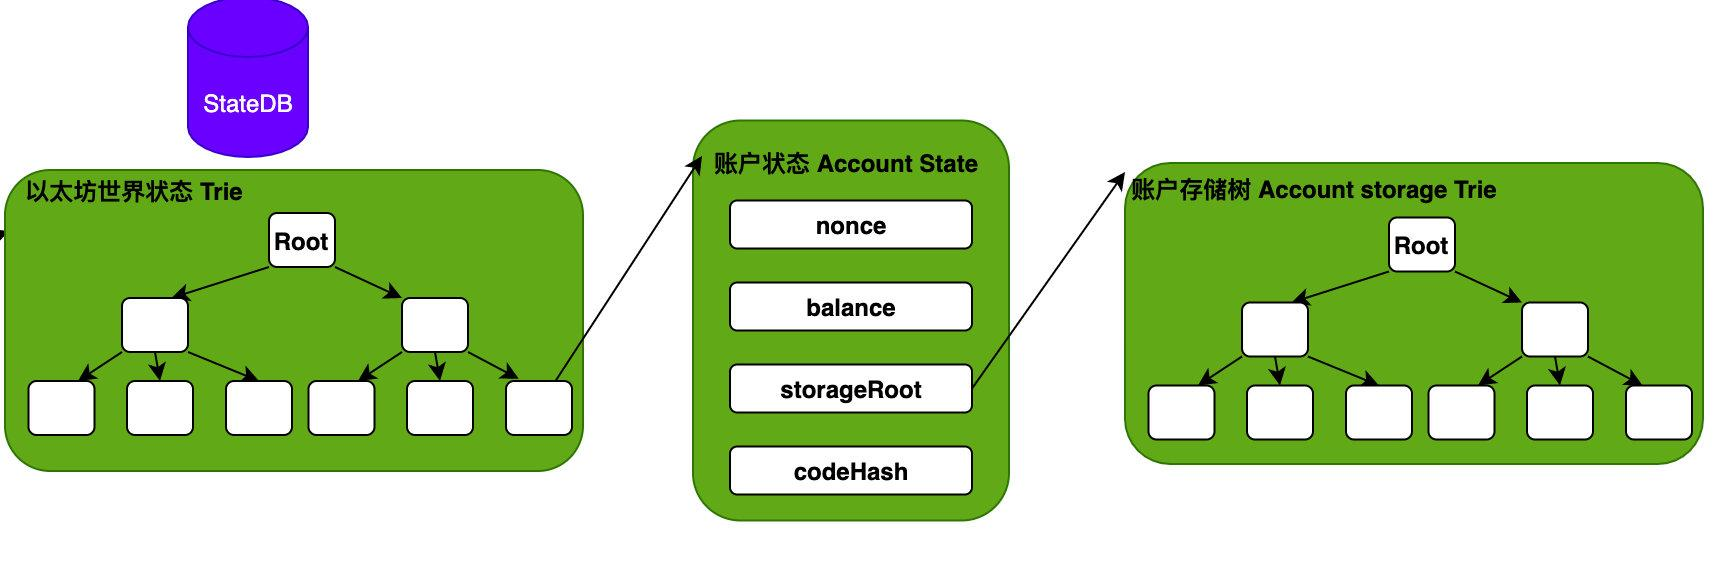 StateDB
以太坊世界状态 Trie
Root
账户状态 Account State
nonce
balance
storageRoot
codeHash
账户存储树 Account storage Trie
Root